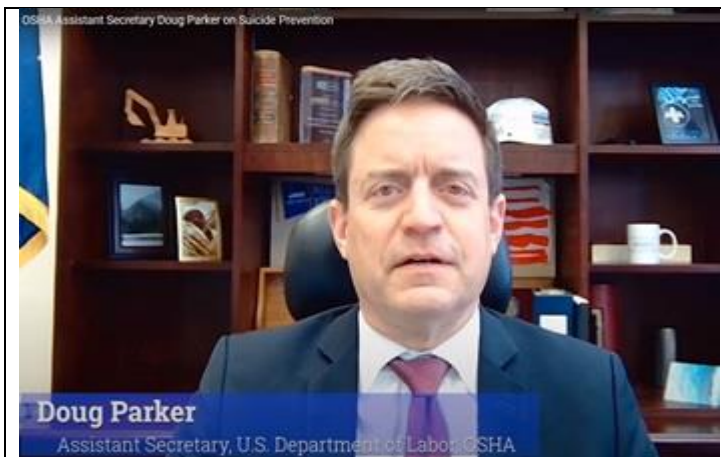 OSHA Assistant Secretary Doug Parker on Suicide Prevention
Doug Parker
Assistant Secretary, U.S. Department of Labor, OSHA